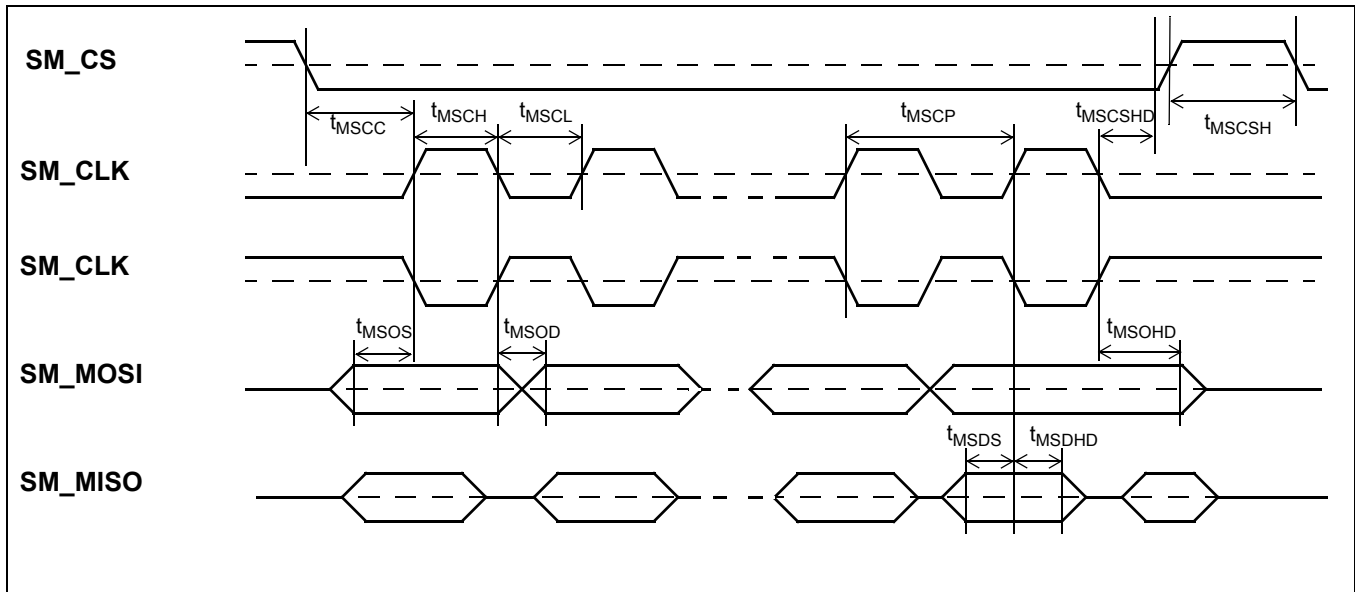 SM_CS
tMSCC
tMSCH
tMSCL
tMSCP
tMSCSHD
tMSCSH
SM_CLK
SM_CLK
tMSOS
tMSOD
tMSOHD
SM_MOSI
tMSDS
tMSDHD
SM_MISO